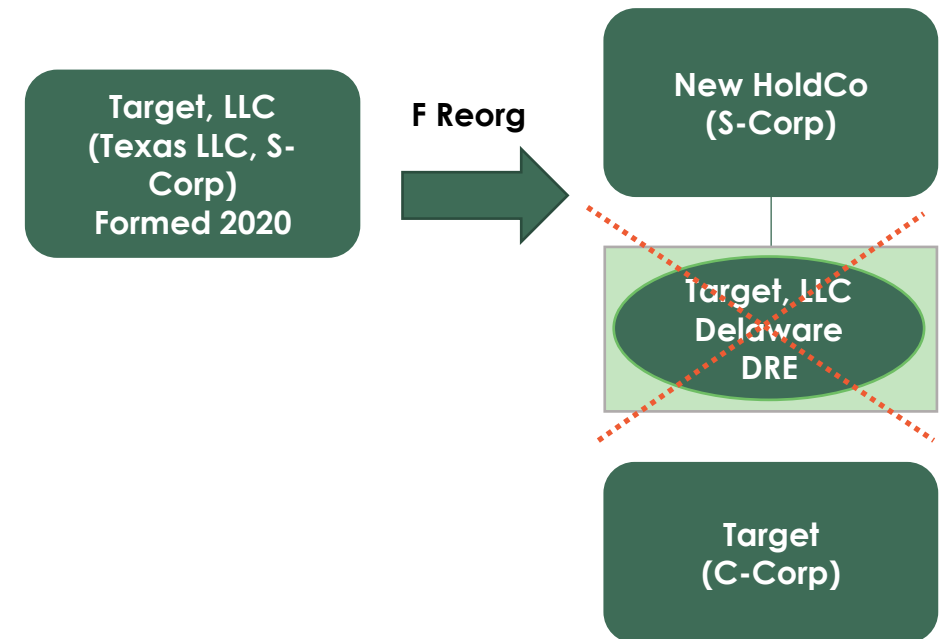 Target, LLC
(Texas LLC, S-
Corp)
Formed 2020
F Reorg
New HoldCo
(S-Corp)
Target, LLC
Delaware
DRE
Target
(C-Corp)